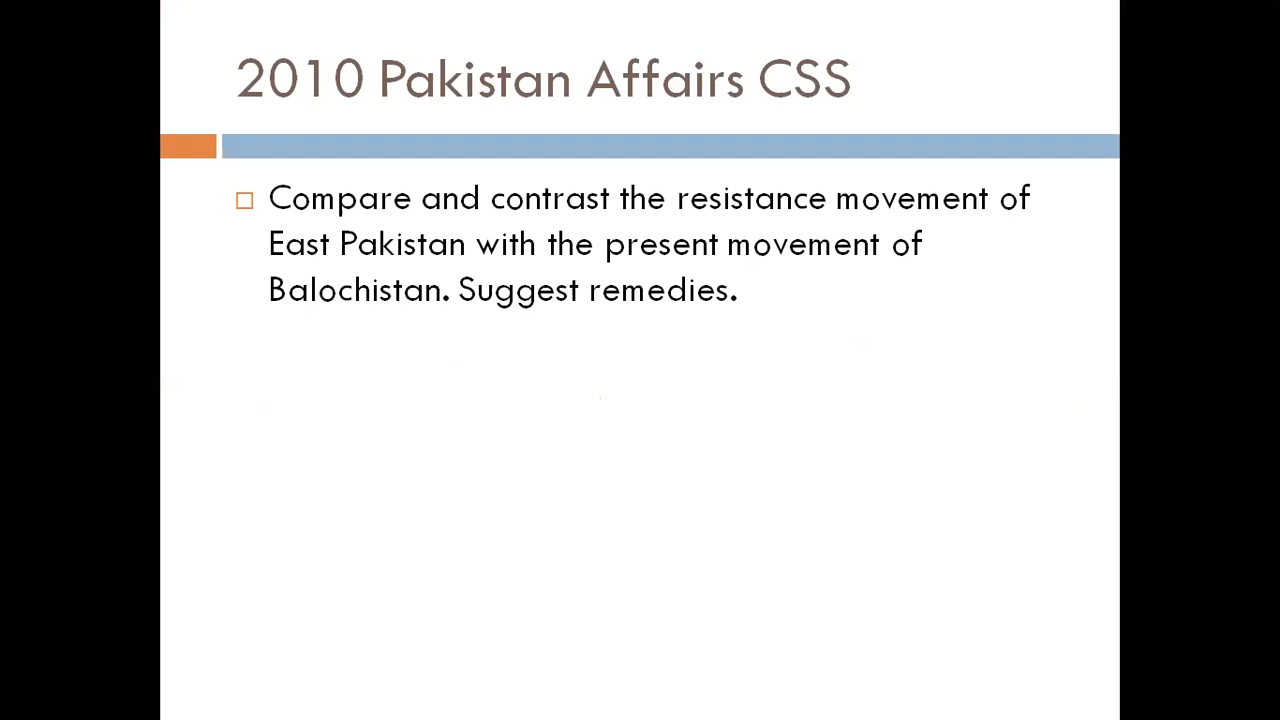 2010 Pakistan Affairs CSS
Compare and contrast the resistance movement of
East Pakistan with the present movement of
Balochistan. Suggest remedies.